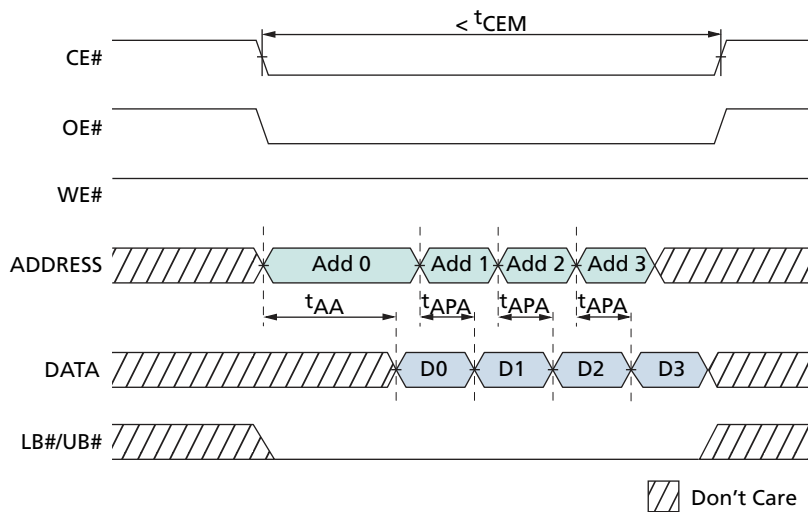 < tCEM
CE#
OE#
WE#
ADDRESS Add 0 Add 1 Add 2 Add 3
tAA tAPA tAPA tAPA
DATA D0 D1 D2 D3
LB#/UB#
Don't Care